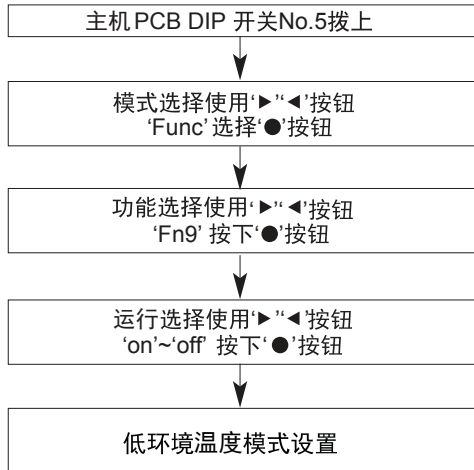 主机PCB DIP 开关No.5拨上
模式选择使用‘▶’‘◀’按钮
‘Func’选择‘●’按钮
功能选择使用‘▶’‘◀’按钮
‘Fn9’ 按下‘●’按钮
运行选择使用‘▶’‘◀’按钮
‘on’~‘off’ 按下‘●’按钮
低环境温度模式设置